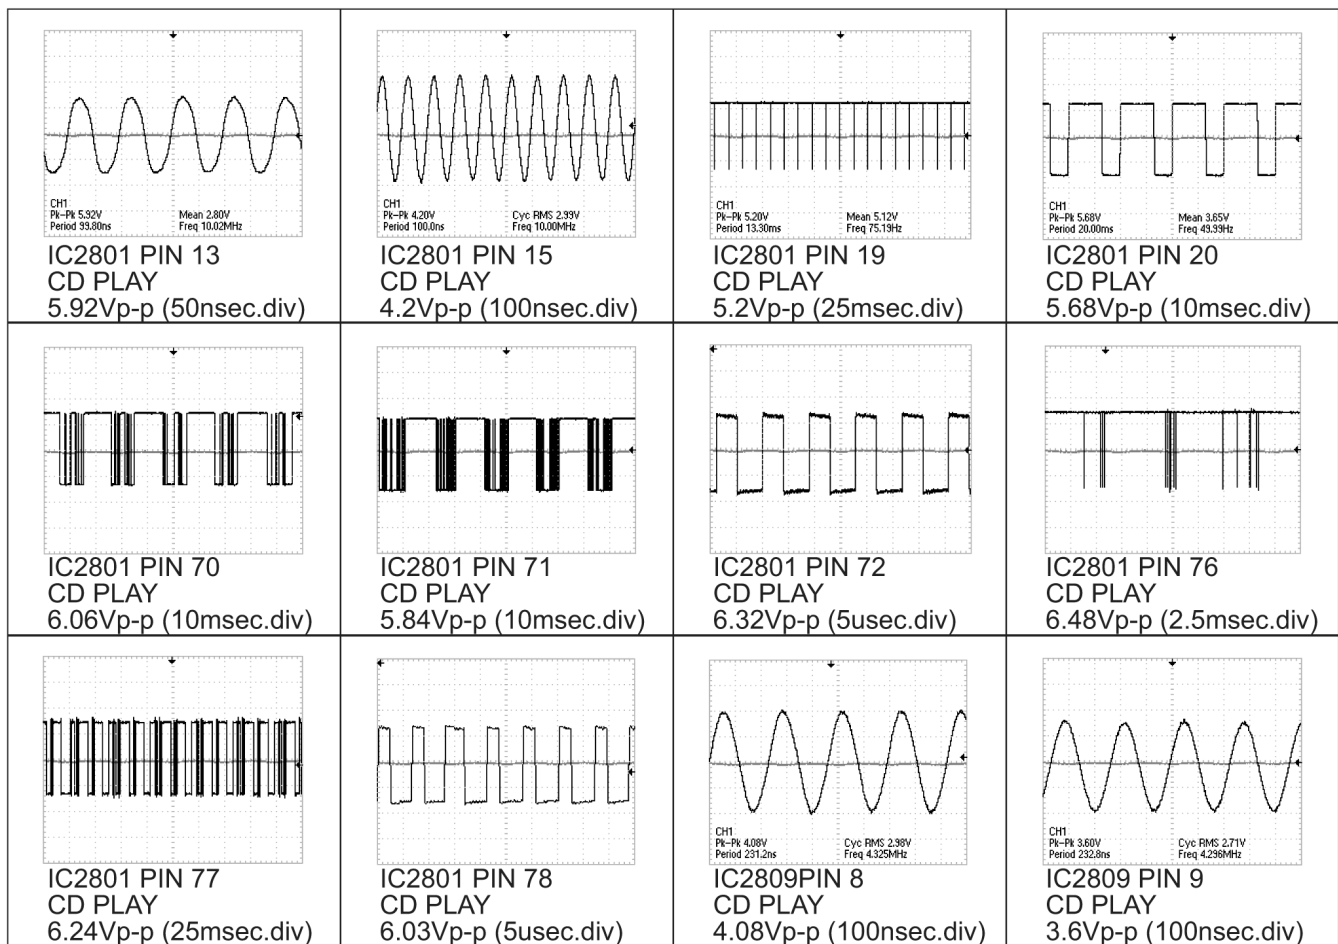 CH1
Pk-Pk 5.92V Mean 2.80V
Period 99.80ns Freq 10.02MHz
IC2801 PIN 13
CD PLAY
5.92Vp-p (50nsec.div)
CH1
Pk-Pk 4.20V Cyc RMS 2.99V
Period 100.0ns Freq 10.00MHz
IC2801 PIN 15
CD PLAY
4.2Vp-p (100nsec.div)
CH1
Pk-Pk 5.20V Mean 5.12V
Period 13.30ms Freq 75.19Hz
IC2801 PIN 19
CD PLAY
5.2Vp-p (25msec.div)
CH1
Pk-Pk 5.68V Mean 3.65V
Period 20.00ms Freq 49.99Hz
IC2801 PIN 20
CD PLAY
5.68Vp-p (10msec.div)
IC2801 PIN 70
CD PLAY
6.06Vp-p (10msec.div)
IC2801 PIN 71
CD PLAY
5.84Vp-p (10msec.div)
IC2801 PIN 72
CD PLAY
6.32Vp-p (5usec.div)
IC2801 PIN 76
CD PLAY
6.48Vp-p (2.5msec.div)
IC2801 PIN 77
CD PLAY
6.24Vp-p (25msec.div)
IC2801 PIN 78
CD PLAY
6.03Vp-p (5usec.div)
CH1
Pk-Pk 4.08V Cyc RMS 2.98V
Period 231.2ns Freq 4.325MHz
IC2809PIN 8
CD PLAY
4.08Vp-p (100nsec.div)
CH1
Pk-Pk 3.60V Cyc RMS 2.71V
Period 232.8ns Freq 4.296MHz
IC2809 PIN 9
CD PLAY
3.6Vp-p (100nsec.div)